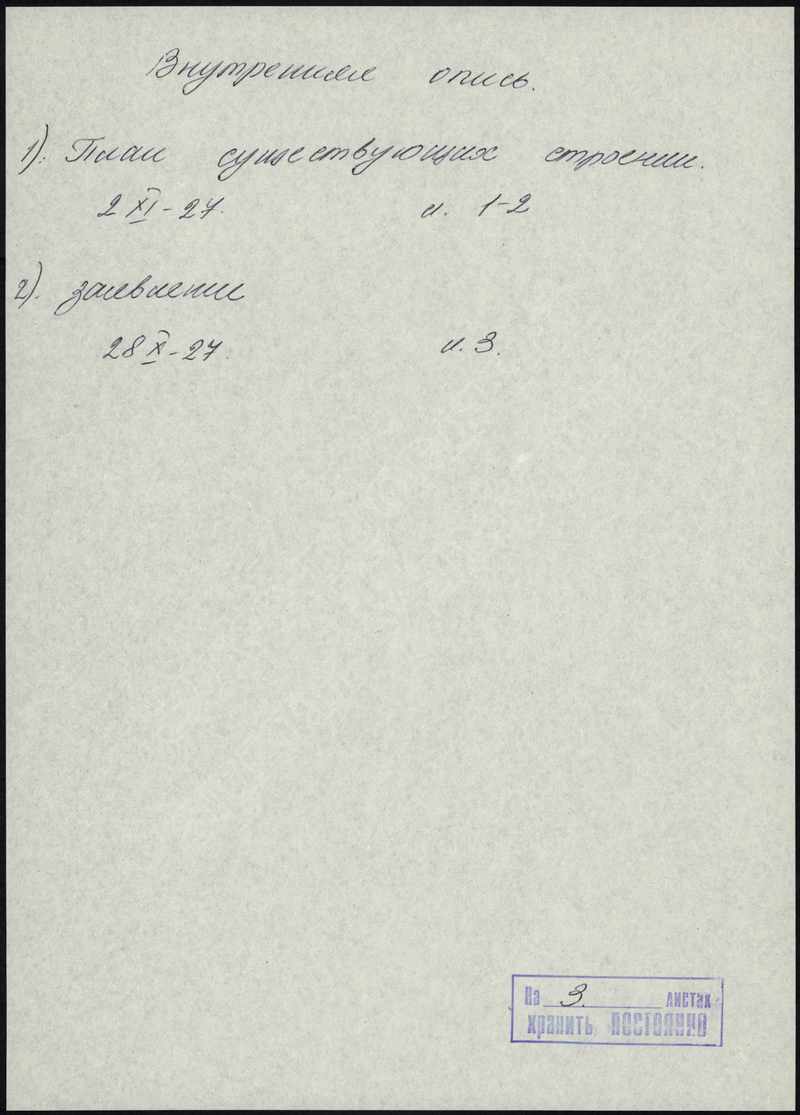 Внутренняя опись.
1). План существующих строений.
2 XI - 27. л. 1-2
2). заявление
28 X - 27. л. 3.
На 3. листах
хранить ПОСТОЯННО